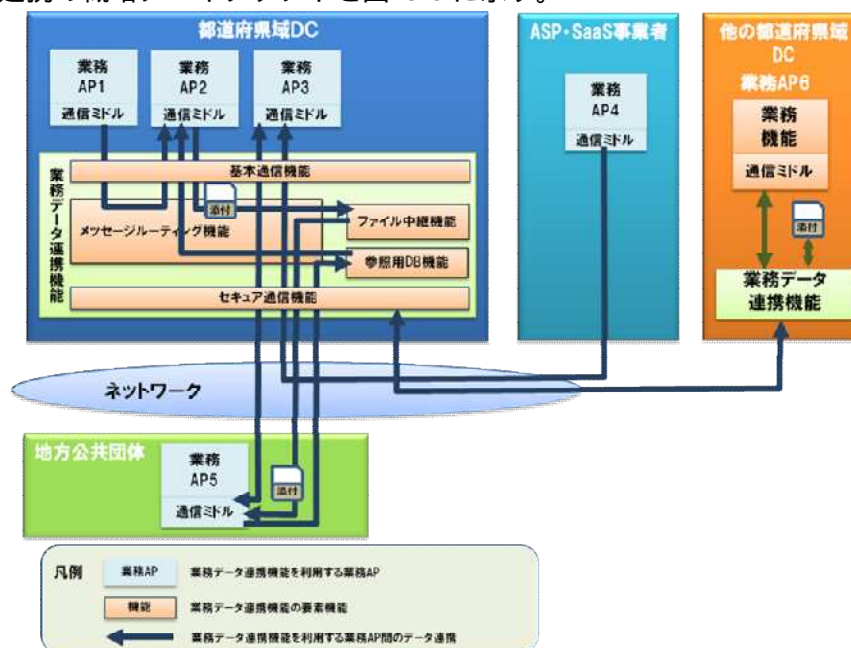 都道府県域DC
業務
AP1
通信ミドル
業務
AP2
通信ミドル
業務
AP3
通信ミドル
業務データ連携機能
基本通信機能
メッセージルーティング機能
添付
ファイル中継機能
参照用DB機能
セキュア通信機能
ASP・SaaS事業者
業務
AP4
通信ミドル
他の都道府県域
DC
業務AP6
業務
機能
通信ミドル
添付
業務データ
連携機能
ネットワーク
地方公共団体
業務
AP5
通信ミドル
添付
凡例
業務AP
業務データ連携機能を利用する業務AP
機能
業務データ連携機能の要素機能
業務データ連携機能を利用する業務AP間のデータ連携